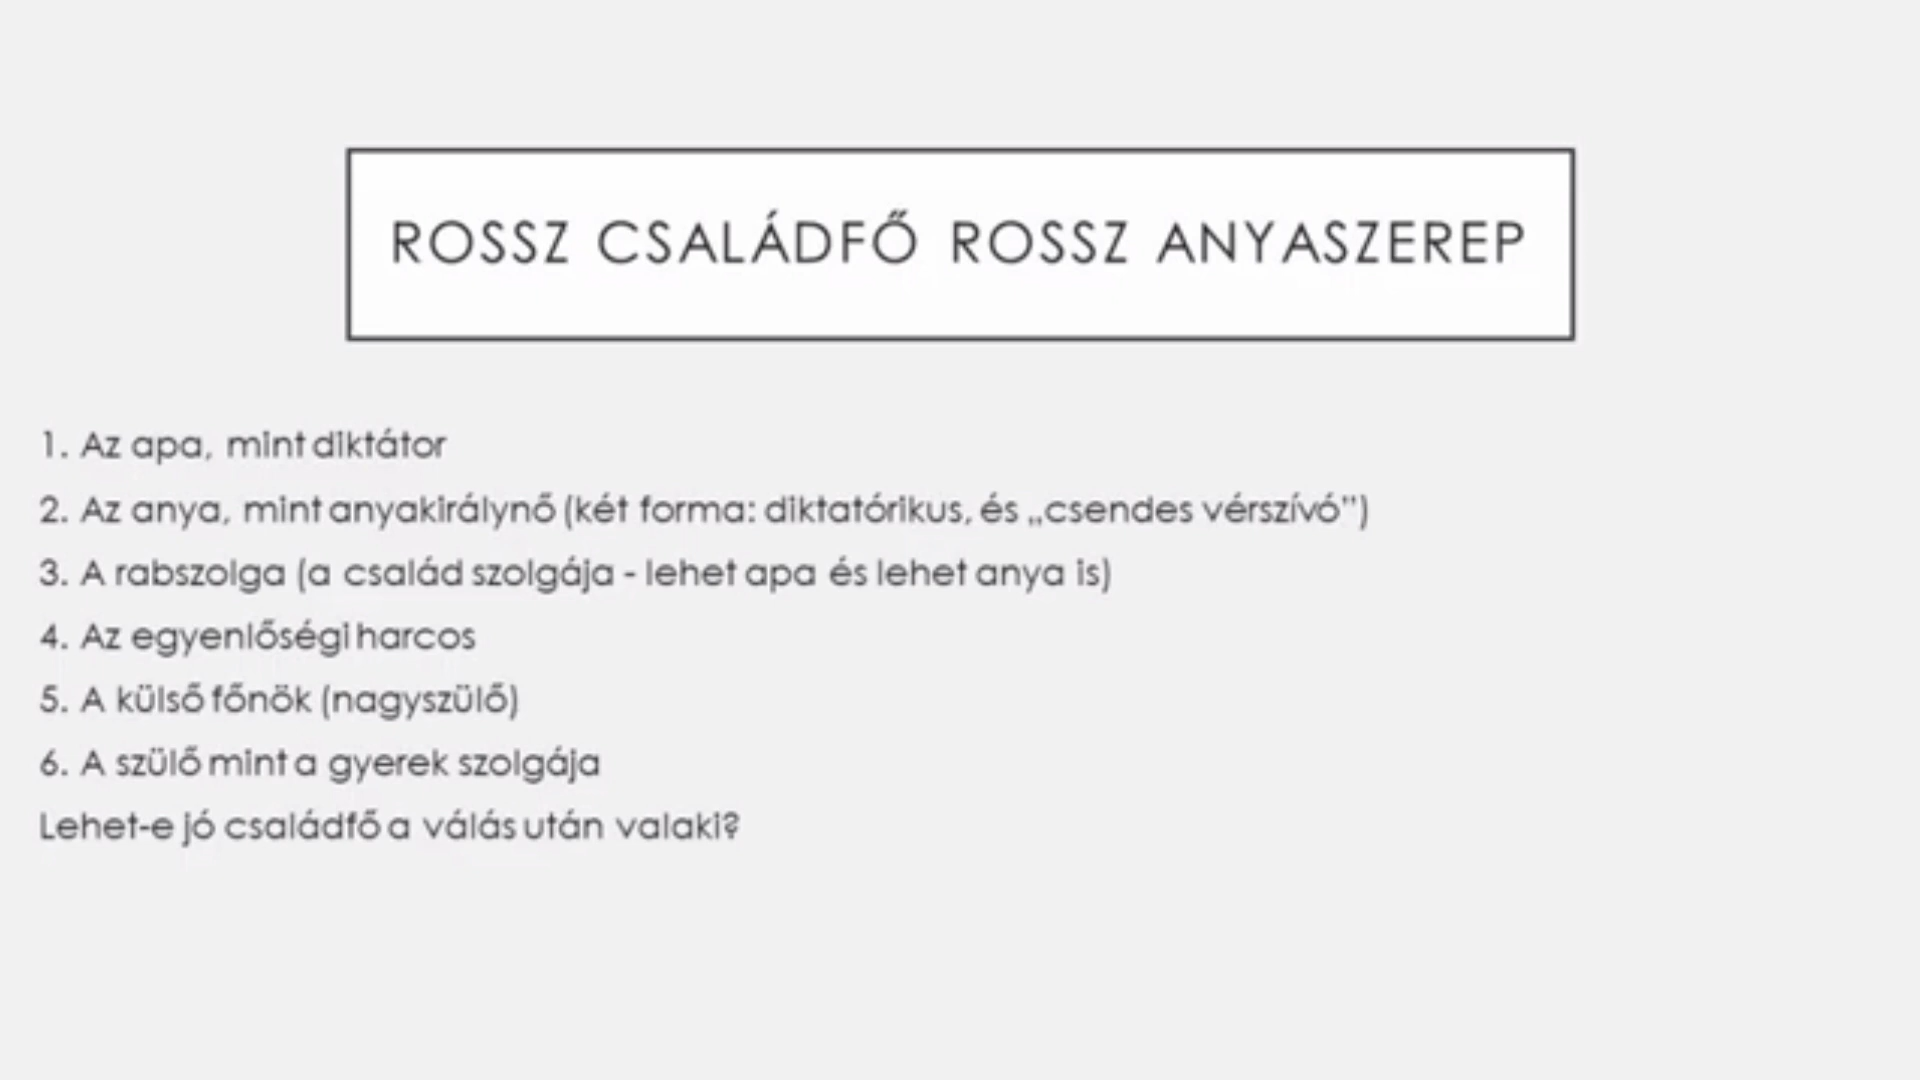 ROSSZ CSALÁDFŐ ROSSZ ANYASZEREP
1. Az apa, mint diktátor
2. Az anya, mint anyakirálynő (két forma: diktatórikus, és „csendes vérszívó”)
3. A rabszolga (a család szolgája - lehet apa és lehet anya is)
4. Az egyenlőségi harcos
5. A külső főnök (nagyszülő)
6. A szülő mint a gyerek szolgája
Lehet-e jó családfő a válás után valaki?